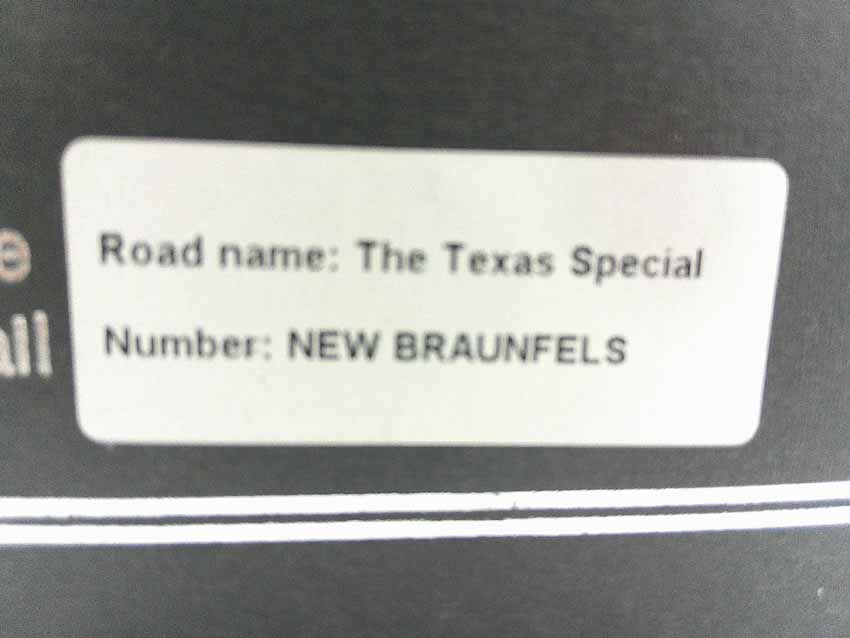 Road name: The Texas Special
Number: NEW BRAUNFELS